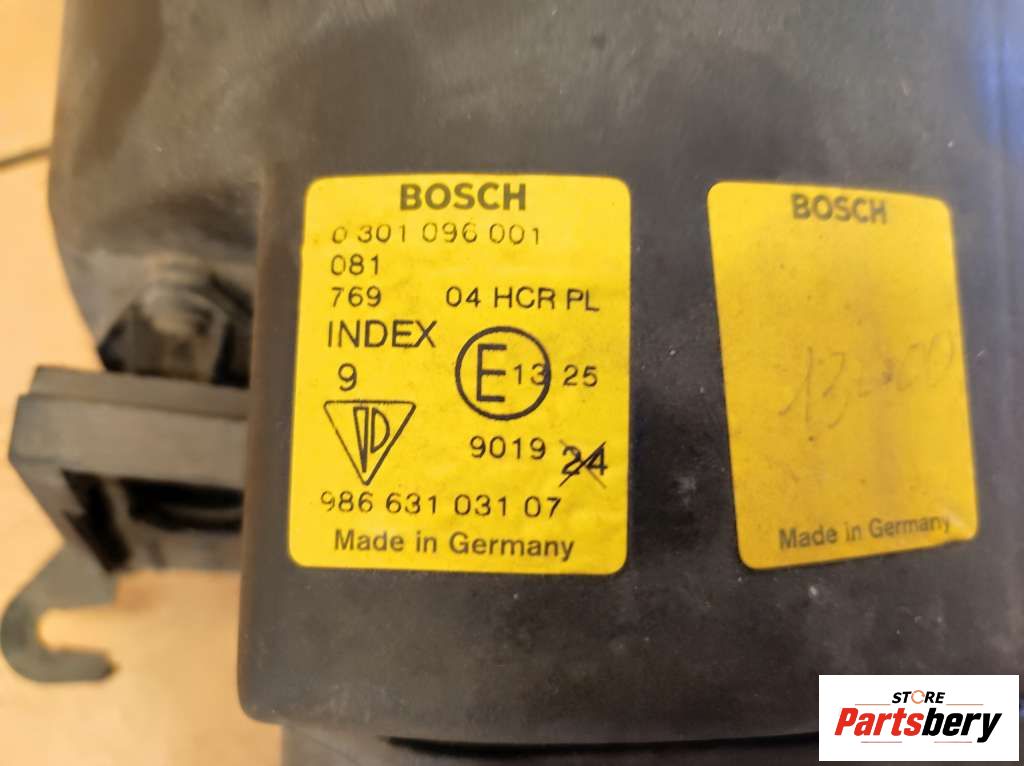 BOSCH
0 301 096 001
081
769 04 HCR PL
INDEX
9
E 13 25
9019 24
986 631 031 07
Made in Germany
BOSCH
Made in Germany
STORE
Partsbery